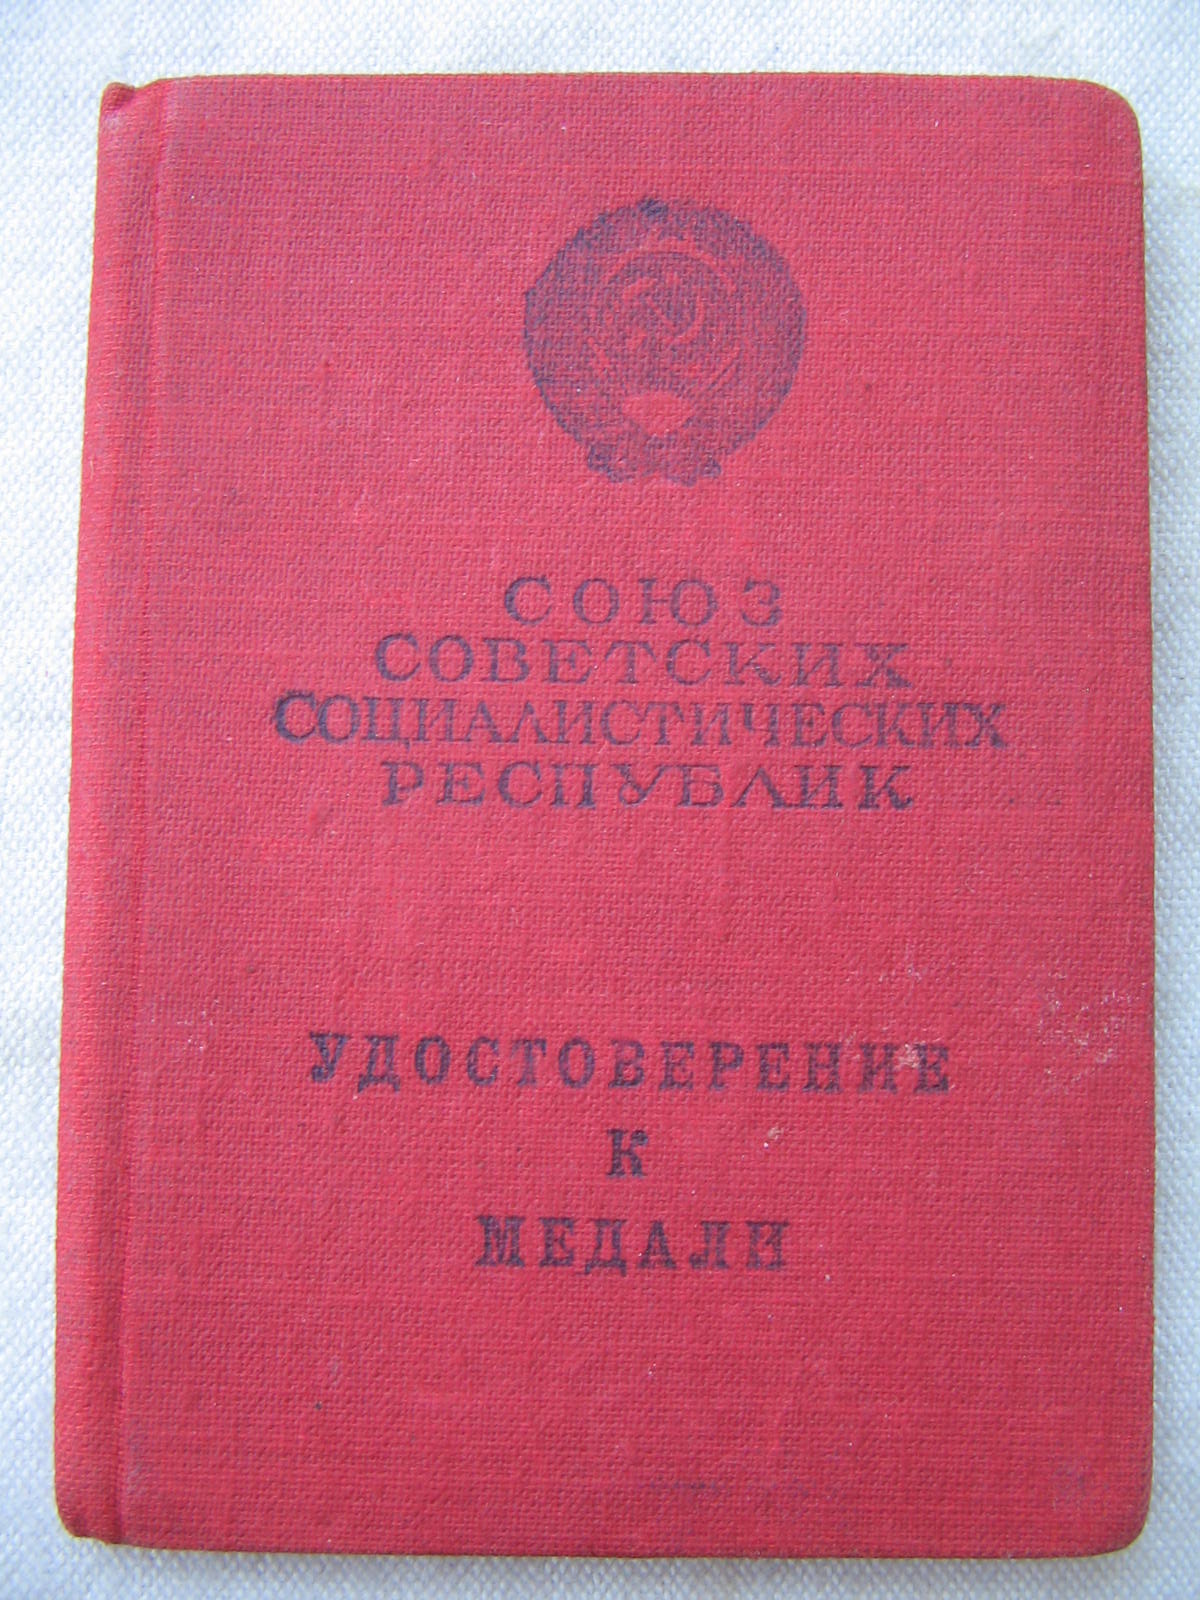 СОЮЗ
СОВЕТСКИХ
СОЦИАЛИСТИЧЕСКИХ
РЕСПУБЛИК
УДОСТОВЕРЕНИЕ
К
МЕДАЛИ